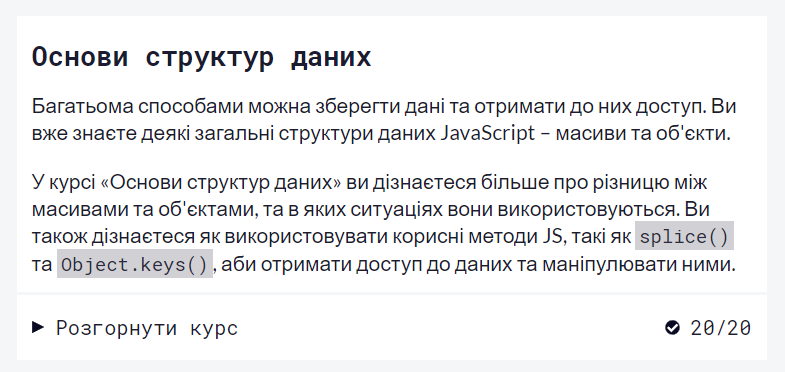 Основи структур даних
Багатьома способами можна зберегти дані та отримати до них доступ. Ви
вже знаєте деякі загальні структури даних JavaScript – масиви та об'єкти.
У курсі «Основи структур даних» ви дізнаєтеся більше про різницю між
масивами та об'єктами, та в яких ситуаціях вони використовуються. Ви
також дізнаєтеся як використовувати корисні методи JS, такі як splice()
та Object.keys(), аби отримати доступ до даних та маніпулювати ними.
Розгорнути курс 20/20